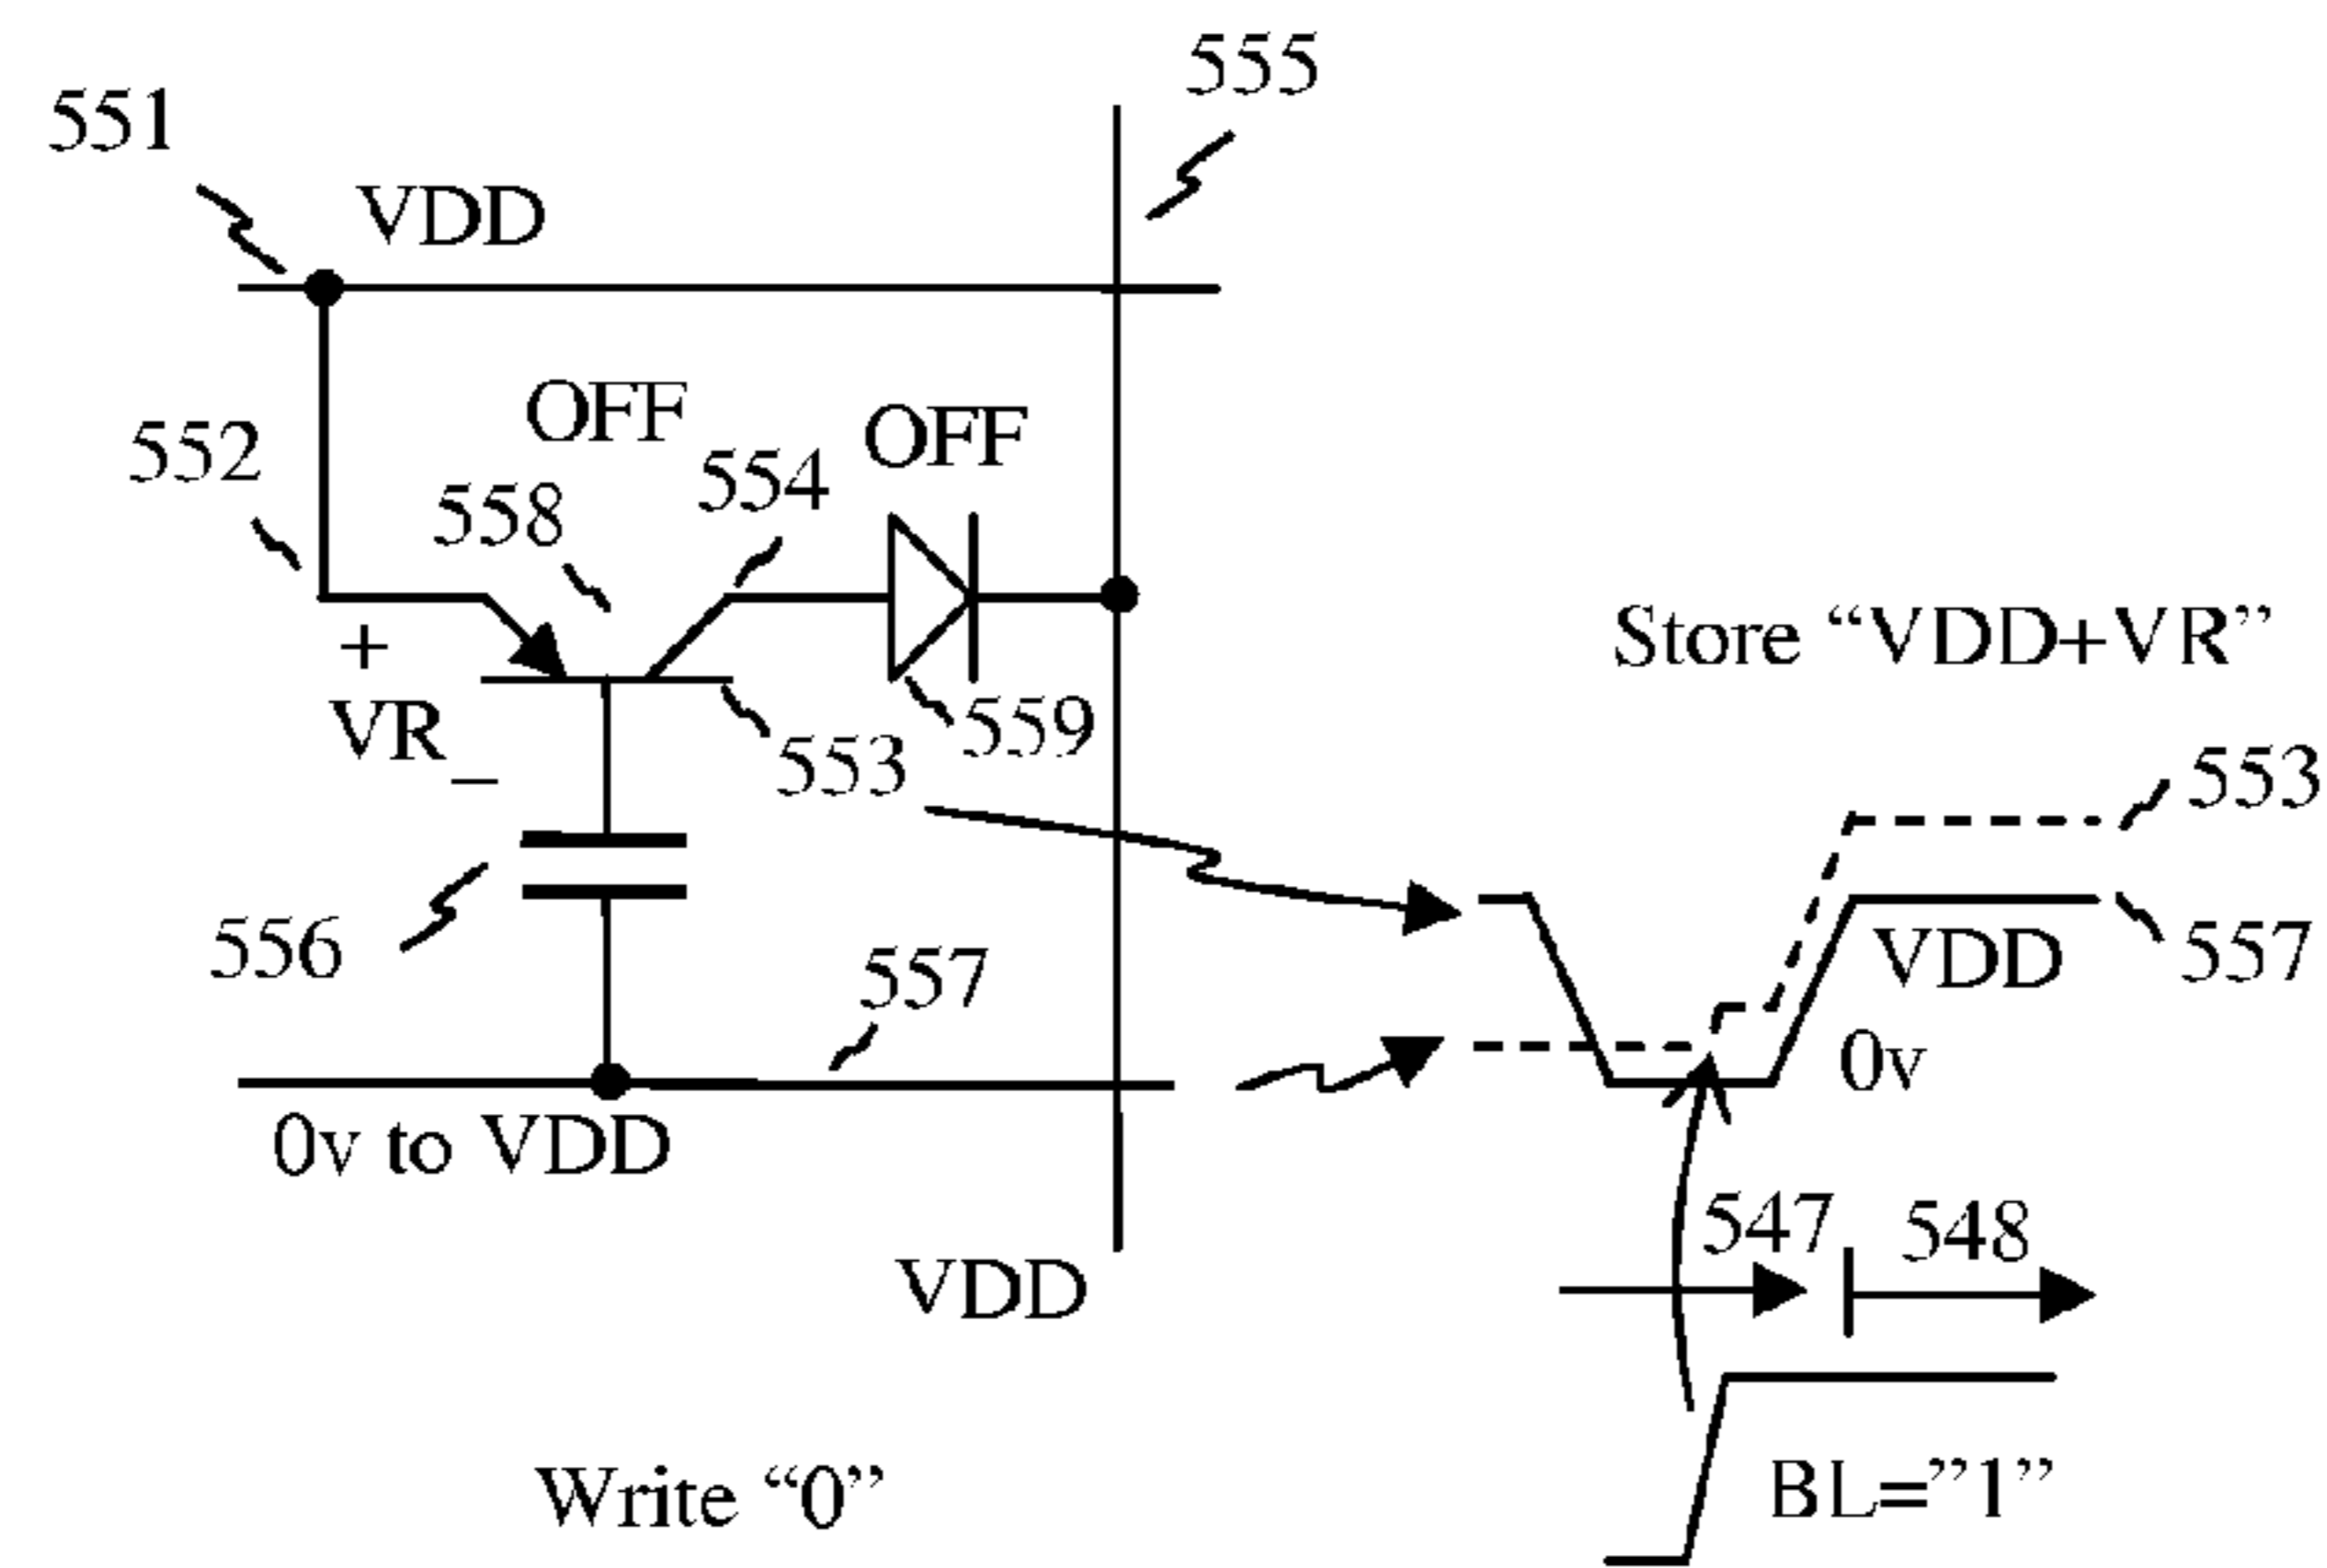 555
551
VDD
OFF
OFF
552
554
558
Store “VDD+VR”
+
VR
–
559
553
553
556
557
VDD
557
0v
0v to VDD
547
548
VDD
Write “0”
BL=”1”